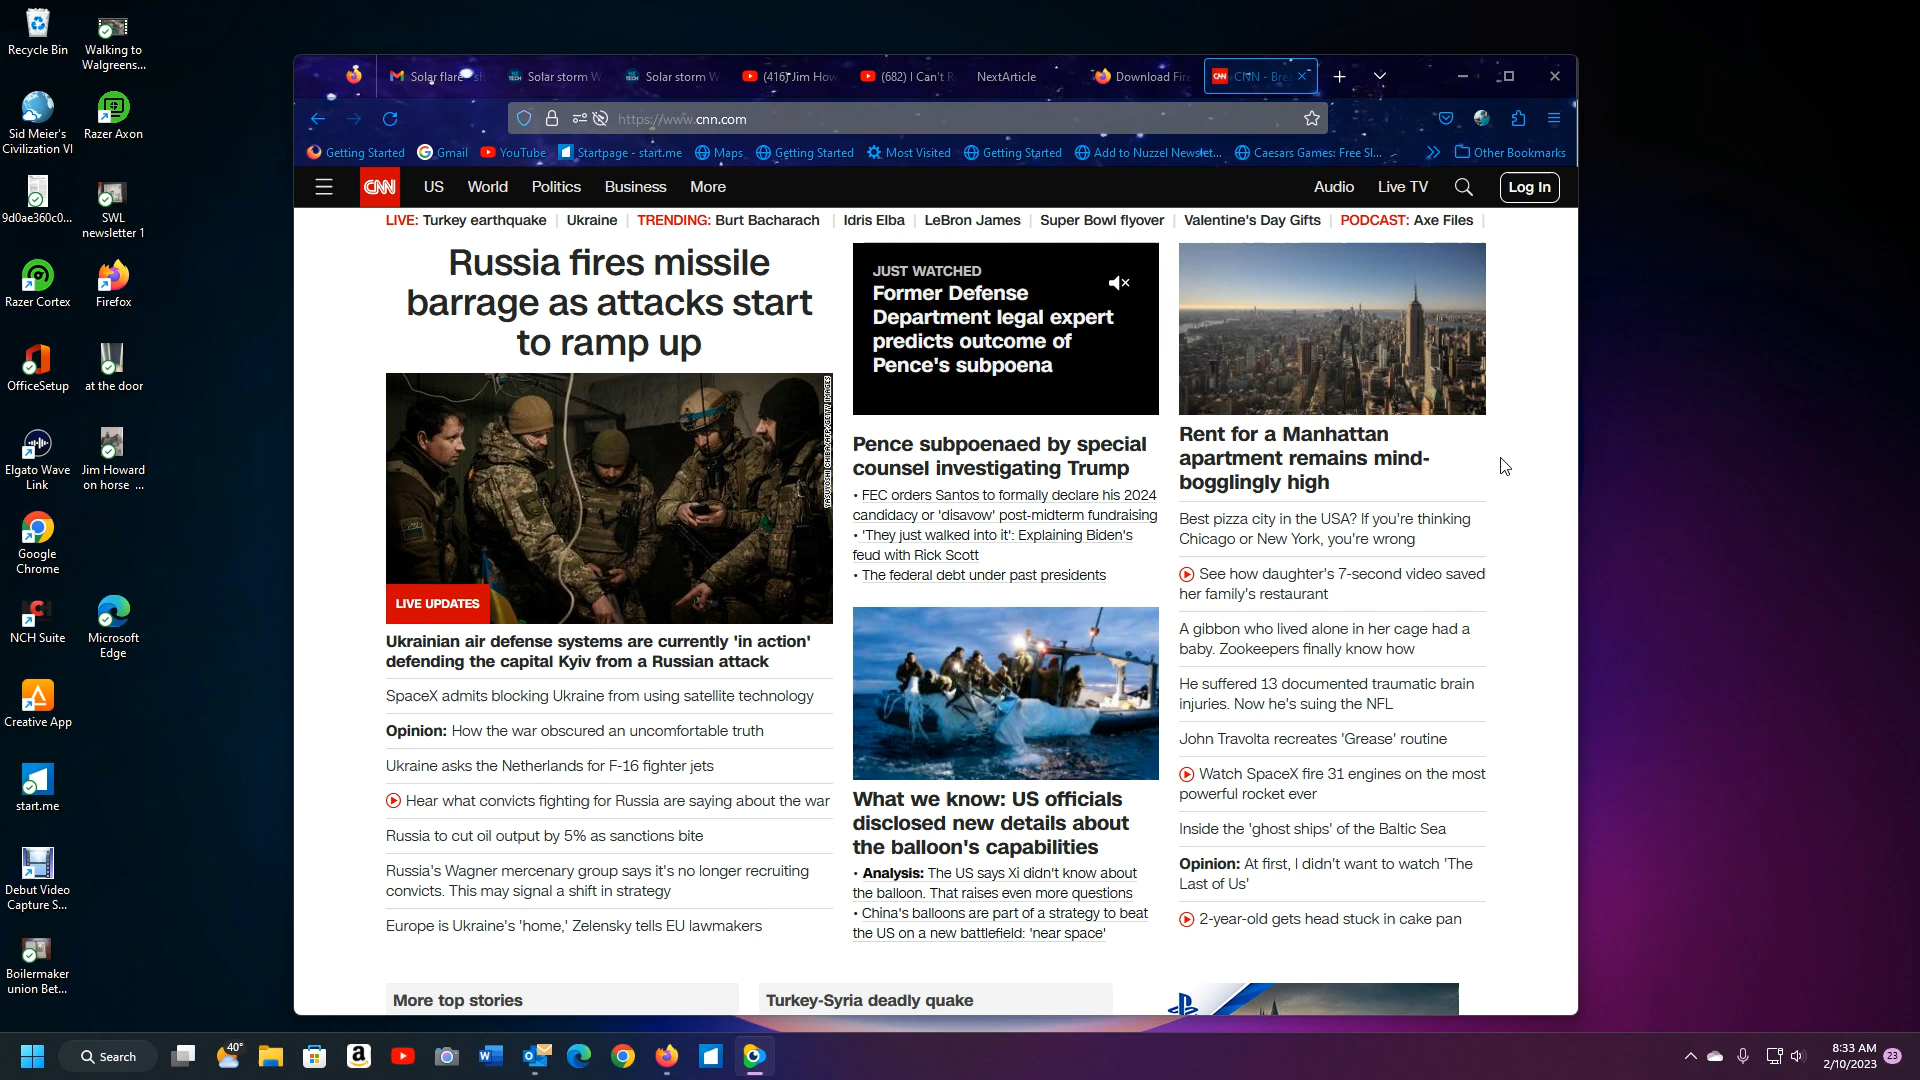 Recycle Bin
Walking to
Walgreens...
Sid Meier's
Civilization VI
Razer Axon
9d0ae360c0...
SWL
newsletter 1
Razer Cortex
Firefox
OfficeSetup
at the door
Elgato Wave
Link
Jim Howard
on horse ...
Google
Chrome
NCH Suite
Microsoft
Edge
Creative App
start.me
Debut Video
Capture S...
Boilermaker
union Bet...
Solar flare
Solar storm W
Solar storm W
(416) Jim How
(682) I Can't R
NextArticle
Download Fire
CNN - Brea
https://www.cnn.com
Getting Started
Gmail
YouTube
Startpage - start.me
Maps
Getting Started
Most Visited
Getting Started
Add to Nuzzel Newslet...
Caesars Games: Free Sl...
Other Bookmarks
CNN
US
World
Politics
Business
More
Audio
Live TV
Log In
LIVE: Turkey earthquake | Ukraine | TRENDING: Burt Bacharach | Idris Elba | LeBron James | Super Bowl flyover | Valentine's Day Gifts | PODCAST: Axe Files |
Russia fires missile
barrage as attacks start
to ramp up
YASUYOSHI CHIBA/AFP/GETTY IMAGES
LIVE UPDATES
Ukrainian air defense systems are currently 'in action'
defending the capital Kyiv from a Russian attack
SpaceX admits blocking Ukraine from using satellite technology
Opinion: How the war obscured an uncomfortable truth
Ukraine asks the Netherlands for F-16 fighter jets
Hear what convicts fighting for Russia are saying about the war
Russia to cut oil output by 5% as sanctions bite
Russia's Wagner mercenary group says it's no longer recruiting
convicts. This may signal a shift in strategy
Europe is Ukraine's 'home,' Zelensky tells EU lawmakers
JUST WATCHED
Former Defense
Department legal expert
predicts outcome of
Pence's subpoena
Pence subpoenaed by special
counsel investigating Trump
• FEC orders Santos to formally declare his 2024
candidacy or 'disavow' post-midterm fundraising
• 'They just walked into it': Explaining Biden's
feud with Rick Scott
• The federal debt under past presidents
What we know: US officials
disclosed new details about
the balloon's capabilities
• Analysis: The US says Xi didn't know about
the balloon. That raises even more questions
• China's balloons are part of a strategy to beat
the US on a new battlefield: 'near space'
Rent for a Manhattan
apartment remains mind-
bogglingly high
Best pizza city in the USA? If you're thinking
Chicago or New York, you're wrong
See how daughter's 7-second video saved
her family's restaurant
A gibbon who lived alone in her cage had a
baby. Zookeepers finally know how
He suffered 13 documented traumatic brain
injuries. Now he's suing the NFL
John Travolta recreates 'Grease' routine
Watch SpaceX fire 31 engines on the most
powerful rocket ever
Inside the 'ghost ships' of the Baltic Sea
Opinion: At first, I didn't want to watch 'The
Last of Us'
2-year-old gets head stuck in cake pan
More top stories
Turkey-Syria deadly quake
Search
40°
8:33 AM
2/10/2023
23